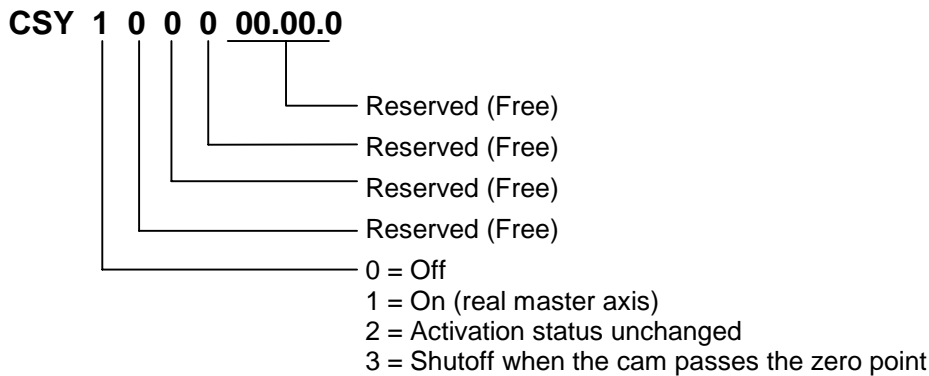 CSY 1 0 0 0 00.00.0
Reserved (Free)
Reserved (Free)
Reserved (Free)
Reserved (Free)
0 = Off
1 = On (real master axis)
2 = Activation status unchanged
3 = Shutoff when the cam passes the zero point